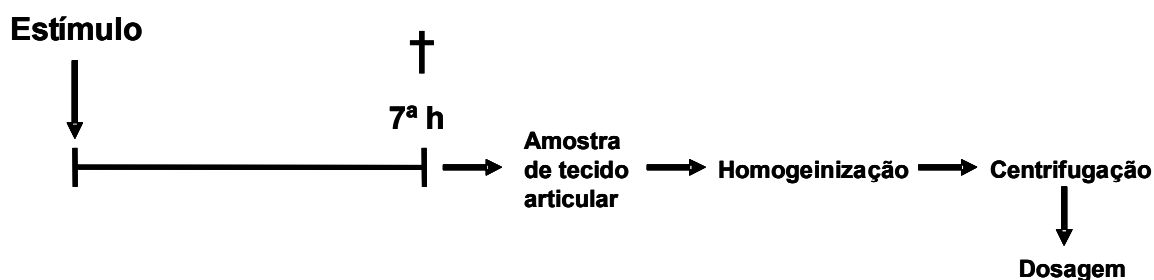 Estímulo
†
7ª h
Amostra
de tecido
articular
Homogeinização
Centrifugação
Dosagem